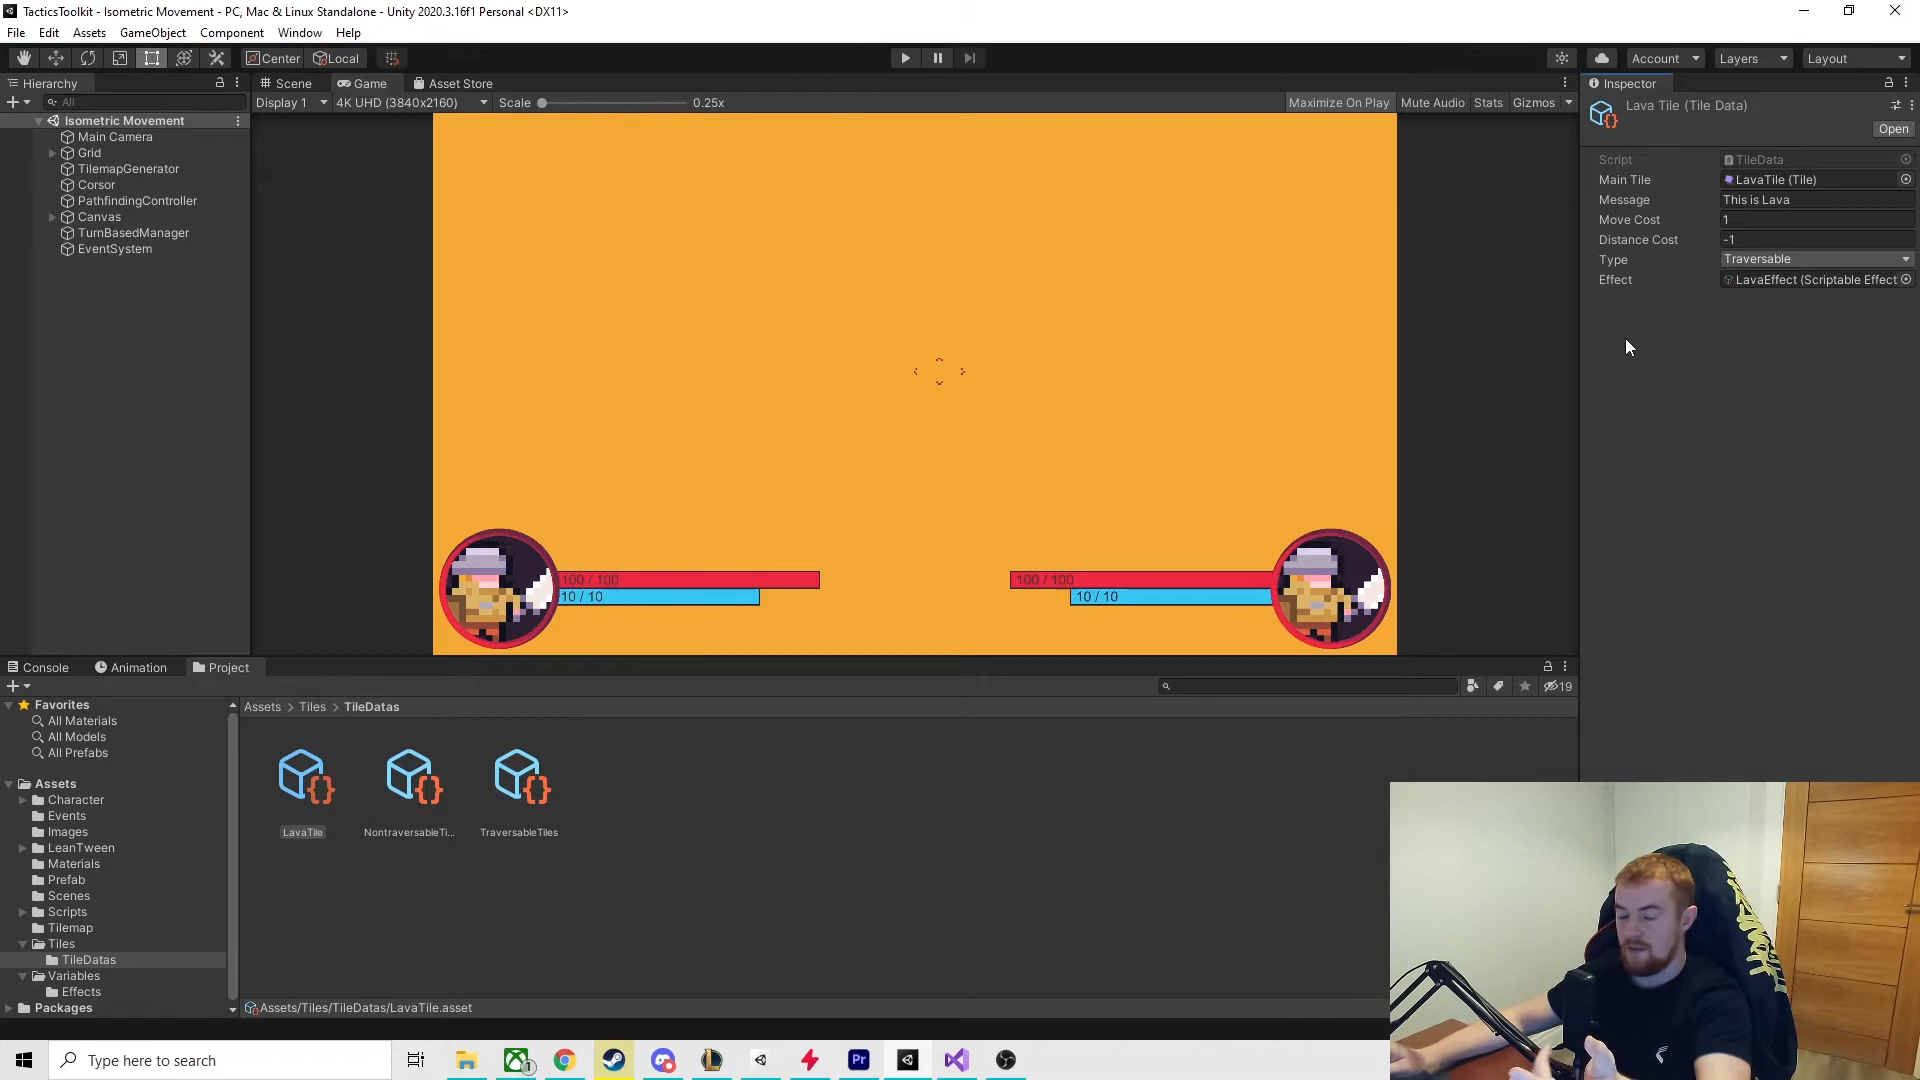 TacticsToolkit - Isometric Movement - PC, Mac & Linux Standalone - Unity 2020.3.16f1 Personal <DX11>
File Edit Assets GameObject Component Window Help
Center Local Account Layers Layout
Hierarchy
All
Isometric Movement
Main Camera
Grid
TilemapGenerator
Corsor
PathfindingController
Canvas
TurnBasedManager
EventSystem
Scene Game Asset Store
Display 1 4K UHD (3840x2160) Scale 0.25x Maximize On Play Mute Audio Stats Gizmos
100 / 100
10 / 10
100 / 100
10 / 10
Inspector
Lava Tile (Tile Data)
Open
Script TileData
Main Tile LavaTile (Tile)
Message This is Lava
Move Cost 1
Distance Cost -1
Type Traversable
Effect LavaEffect (Scriptable Effect
Console Animation Project
19
Favorites
All Materials
All Models
All Prefabs
Assets
Character
Events
Images
LeanTween
Materials
Prefab
Scenes
Scripts
Tilemap
Tiles
TileDatas
Variables
Effects
Packages
Assets > Tiles > TileDatas
LavaTile NontraversableTi... TraversableTiles
Assets/Tiles/TileDatas/LavaTile.asset
Type here to search
1
Pr